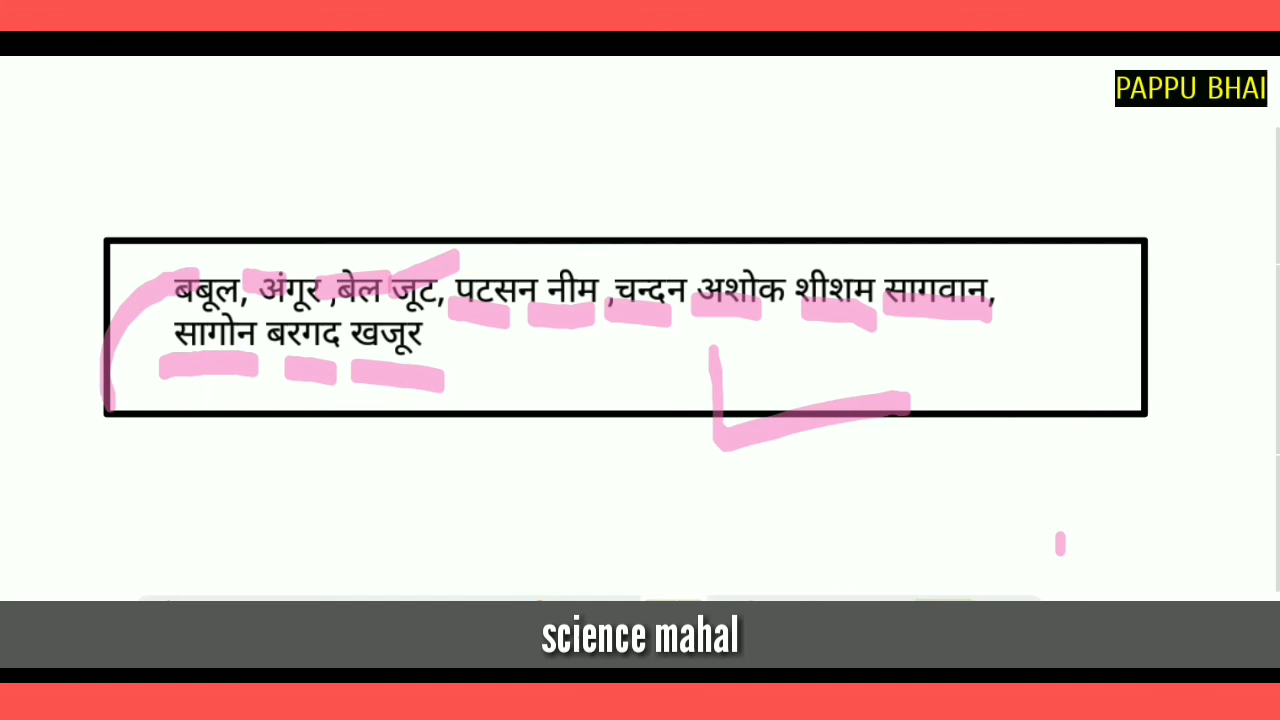 PAPPU BHAI
बबूल, अंगूर ,बेल जूट, पटसन नीम ,चन्दन अशोक शीशम सागवान,
सागोन बरगद खजूर
science mahal